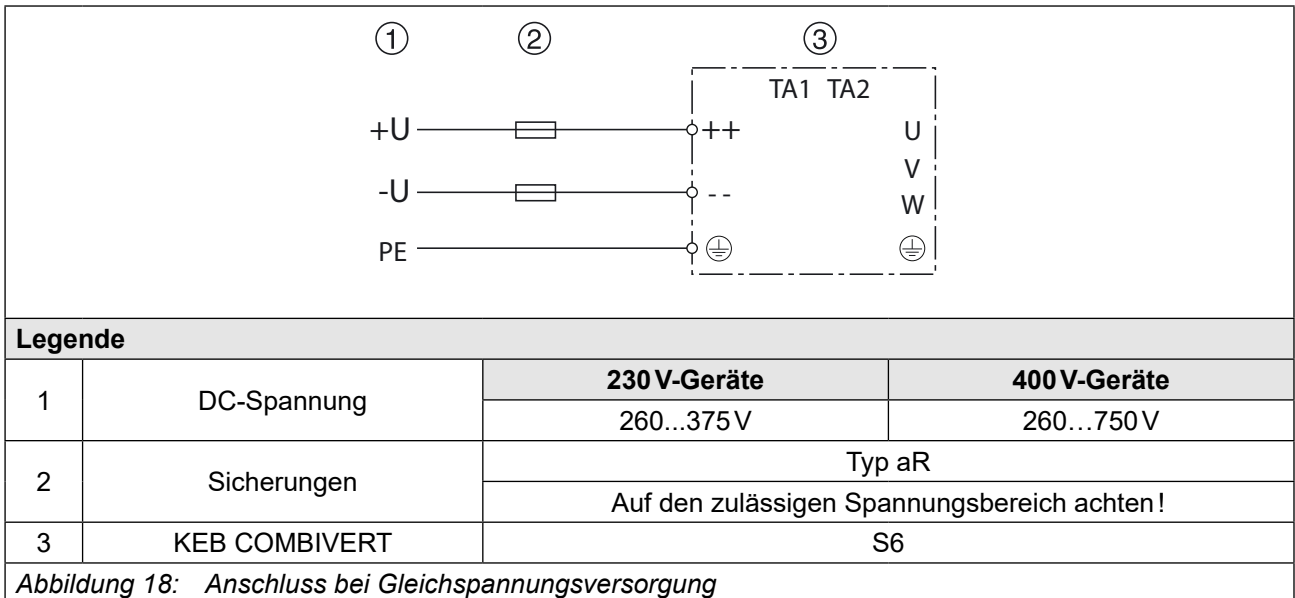 ① ② ③
TA1 TA2
+U ++ U
V
-U -- W
PE
Legende
1 DC-Spannung 230 V-Geräte 400 V-Geräte
260...375 V 260…750 V
2 Sicherungen Typ aR
Auf den zulässigen Spannungsbereich achten!
3 KEB COMBIVERT S6
Abbildung 18: Anschluss bei Gleichspannungsversorgung